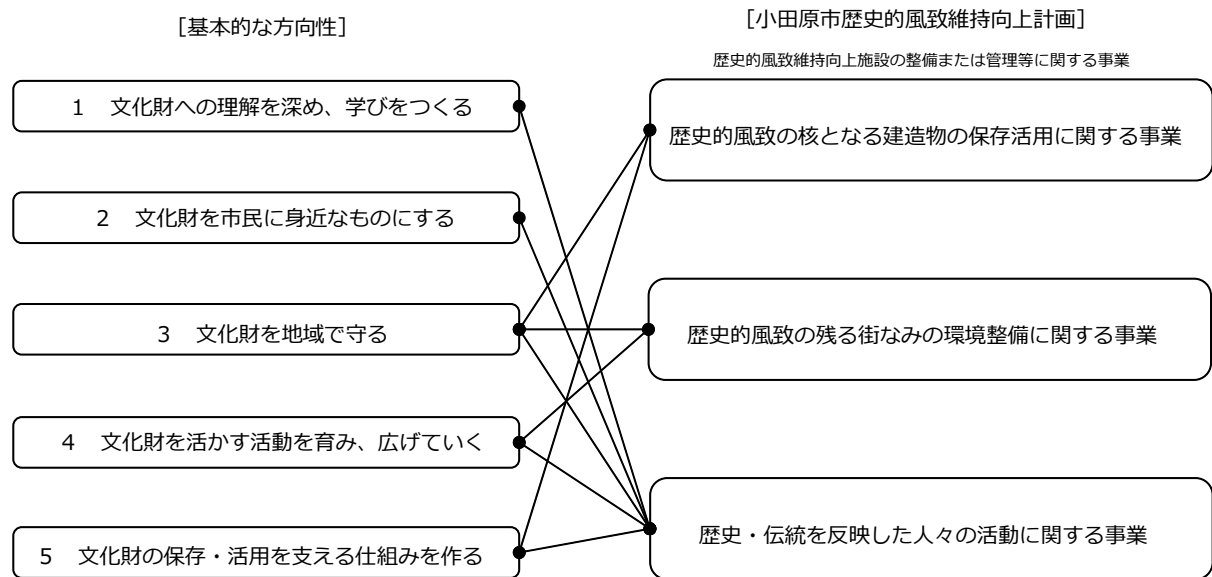 ［基本的な方向性］
1　文化財への理解を深め、学びをつくる
2　文化財を市民に身近なものにする
3　文化財を地域で守る
4　文化財を活かす活動を育み、広げていく
5　文化財の保存・活用を支える仕組みを作る
［小田原市歴史的風致維持向上計画］
歴史的風致維持向上施設の整備または管理等に関する事業
歴史的風致の核となる建造物の保存活用に関する事業
歴史的風致の残る街なみの環境整備に関する事業
歴史・伝統を反映した人々の活動に関する事業